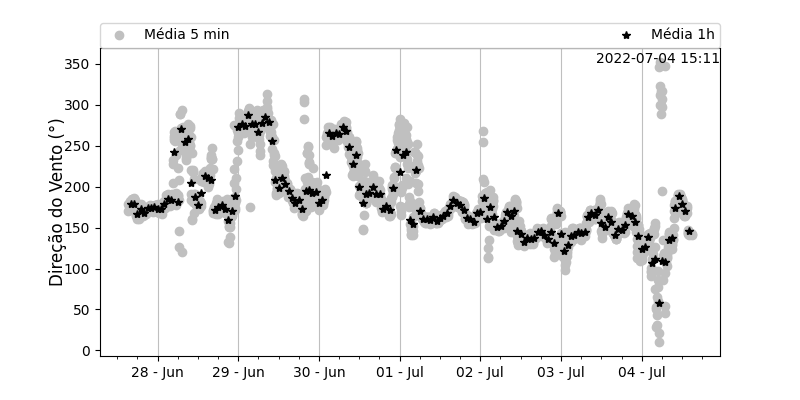 Média 5 min
Média 1h
2022-07-04 15:11
Direção do Vento (°)
350
300
250
200
150
100
50
0
28 - Jun
29 - Jun
30 - Jun
01 - Jul
02 - Jul
03 - Jul
04 - Jul